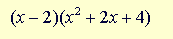 (x − 2)(x² + 2x + 4)